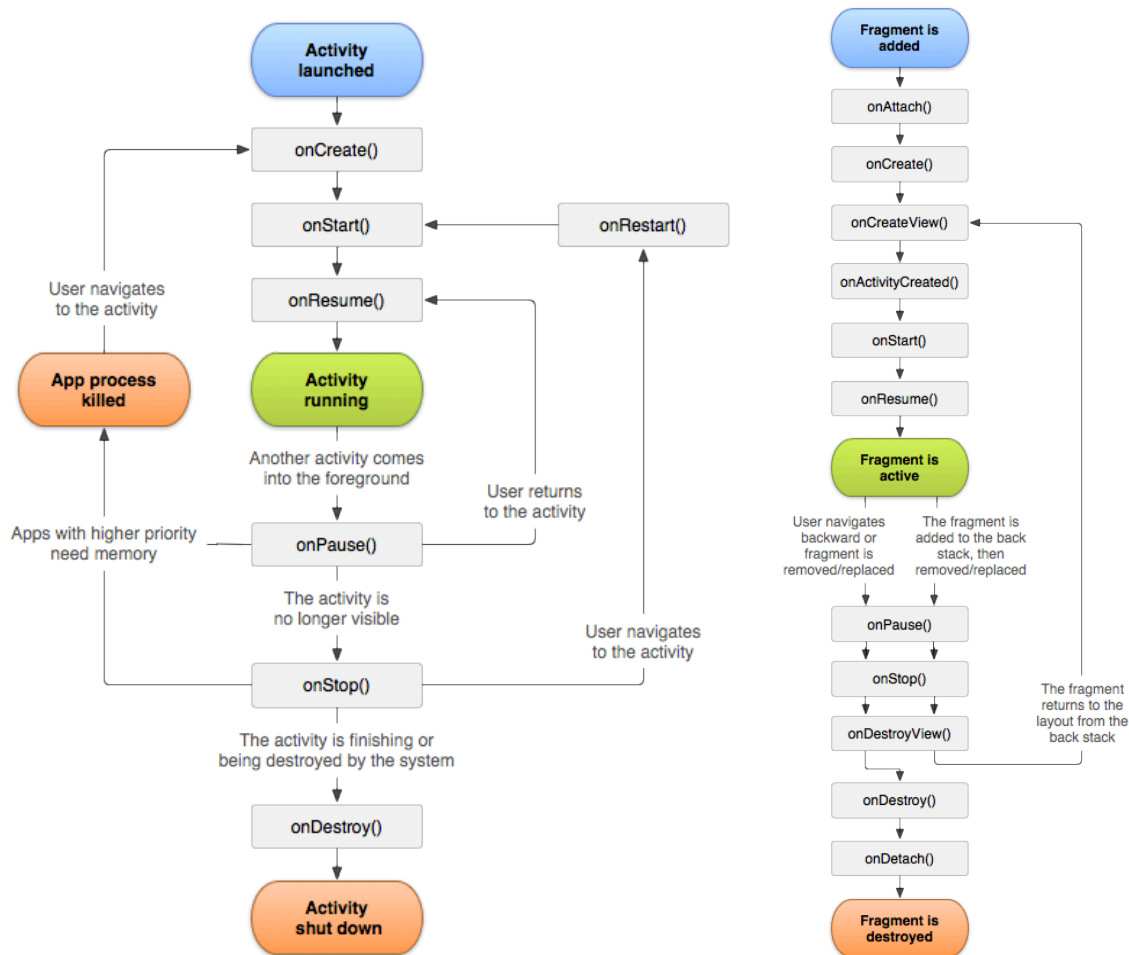 Activity
launched
onCreate()
onStart()
onRestart()
onResume()
User navigates
to the activity
App process
killed
Activity
running
Another activity comes
into the foreground
User returns
to the activity
Apps with higher priority
need memory
onPause()
The activity is
no longer visible
User navigates
to the activity
onStop()
The activity is finishing or
being destroyed by the system
onDestroy()
Activity
shut down
Fragment is
added
onAttach()
onCreate()
onCreateView()
onActivityCreated()
onStart()
onResume()
Fragment is
active
User navigates
backward or
fragment is
removed/replaced
The fragment is
added to the back
stack, then
removed/replaced
onPause()
onStop()
onDestroyView()
The fragment
returns to the
layout from the
back stack
onDestroy()
onDetach()
Fragment is
destroyed